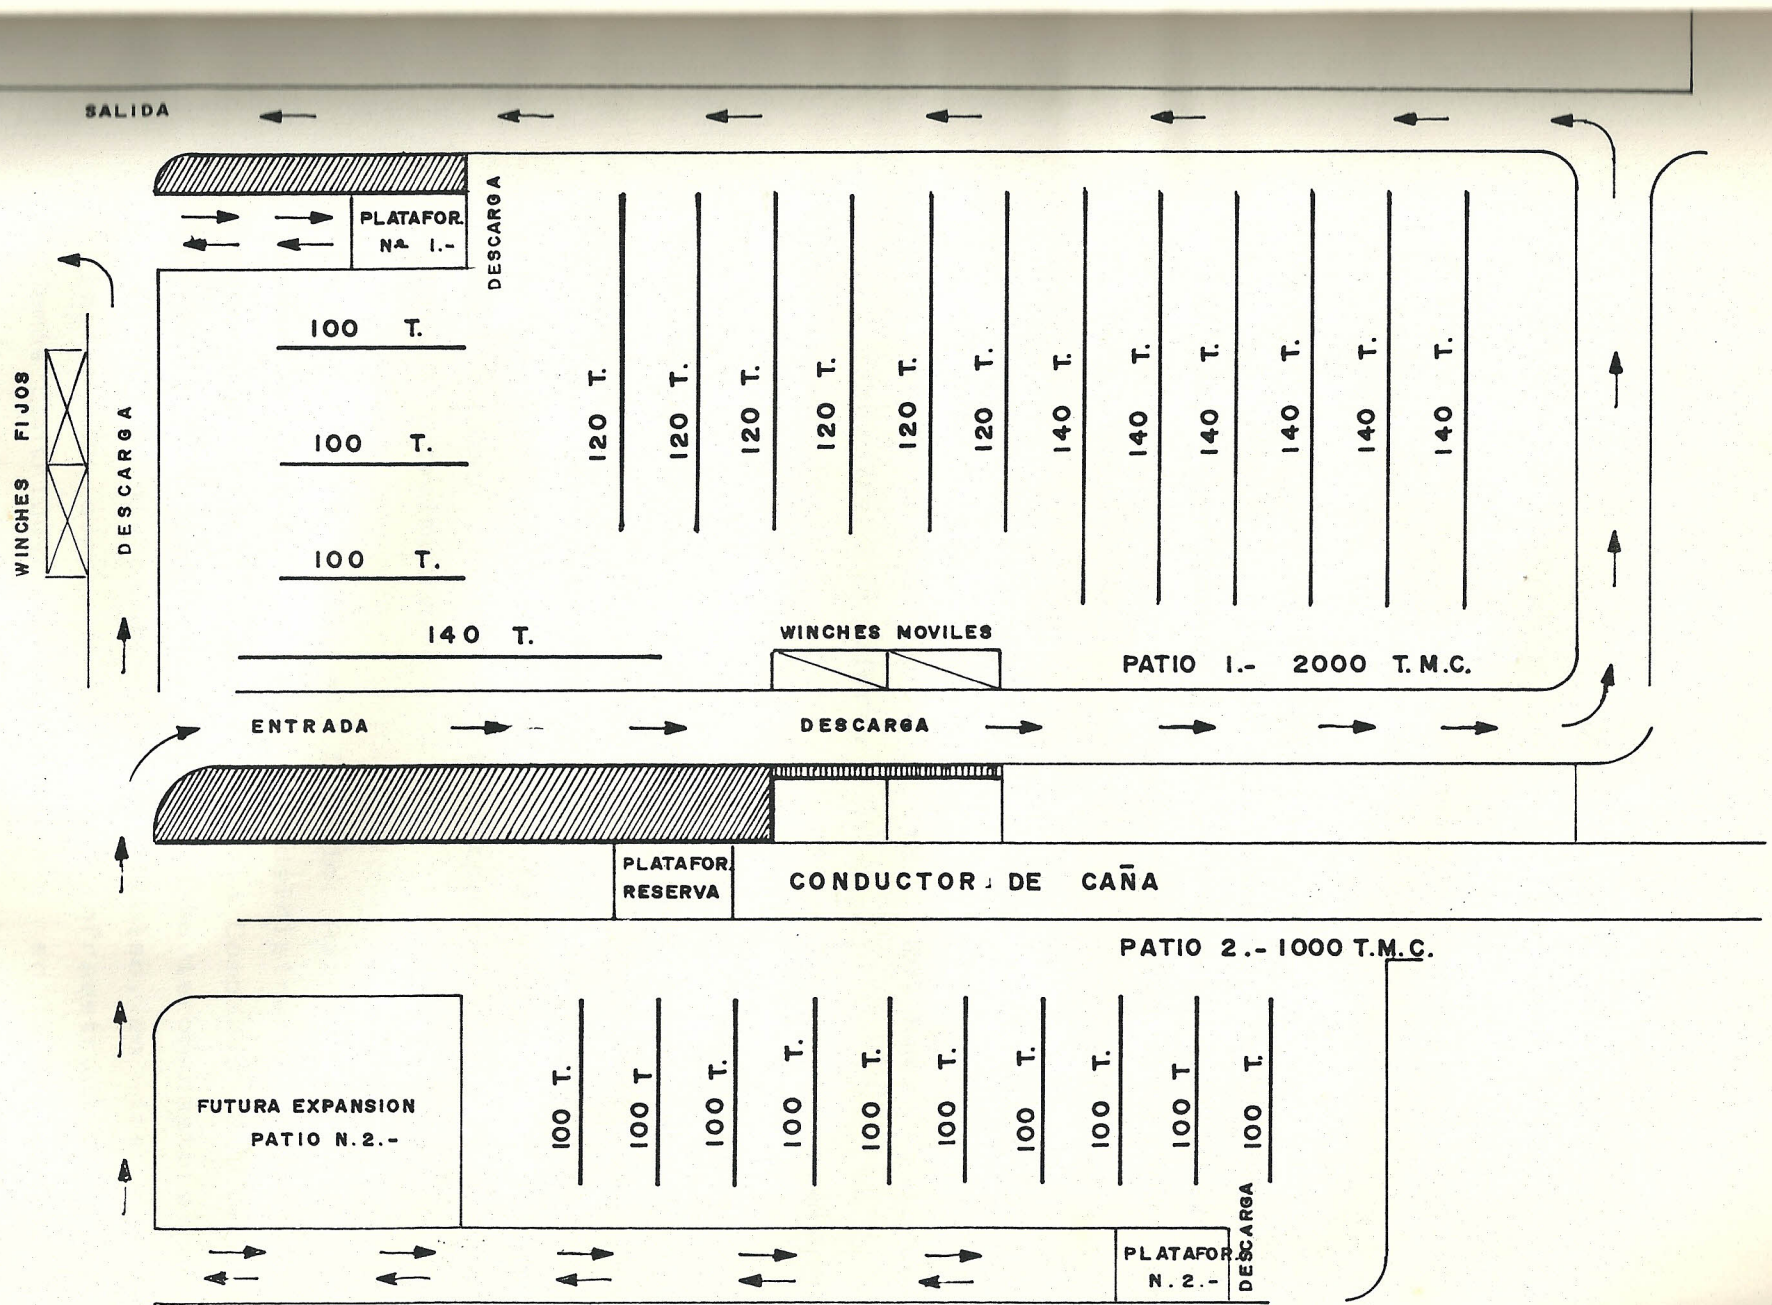 SALIDA
PLATAFOR.
Nº 1.-
DESCARGA
100 T.
100 T.
100 T.
140 T.
120 T.
120 T.
120 T.
120 T.
120 T.
120 T.
140 T.
140 T.
140 T.
140 T.
140 T.
140 T.
WINCHES FIJOS
DESCARGA
WINCHES MOVILES
PATIO 1.- 2000 T.M.C.
ENTRADA
DESCARGA
PLATAFOR.
RESERVA
CONDUCTOR DE CAÑA
PATIO 2.- 1000 T.M.C.
FUTURA EXPANSION
PATIO N.2.-
100 T.
100 T
100 T.
100 T.
100 T.
100 T.
100 T.
100 T.
100 T
100 T.
PLATAFOR.
N.2.-
DESCARGA